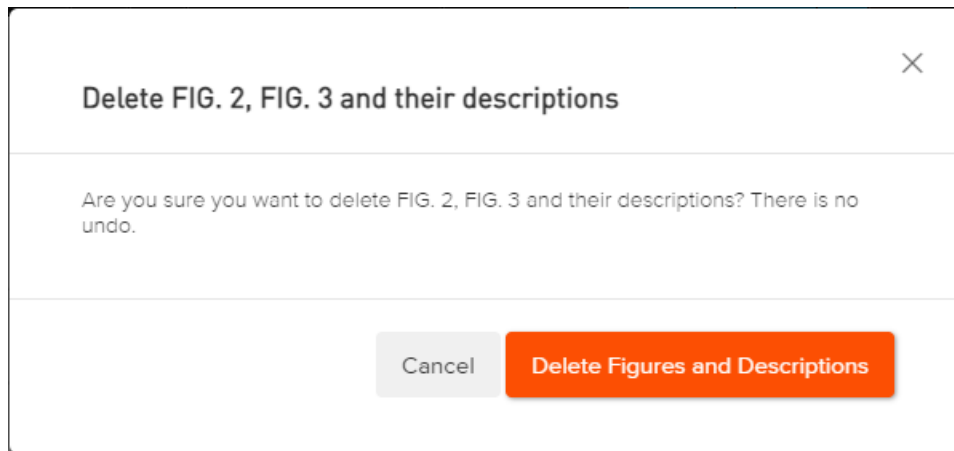 Delete FIG. 2, FIG. 3 and their descriptions
Are you sure you want to delete FIG. 2, FIG. 3 and their descriptions? There is no
undo.
Cancel
Delete Figures and Descriptions